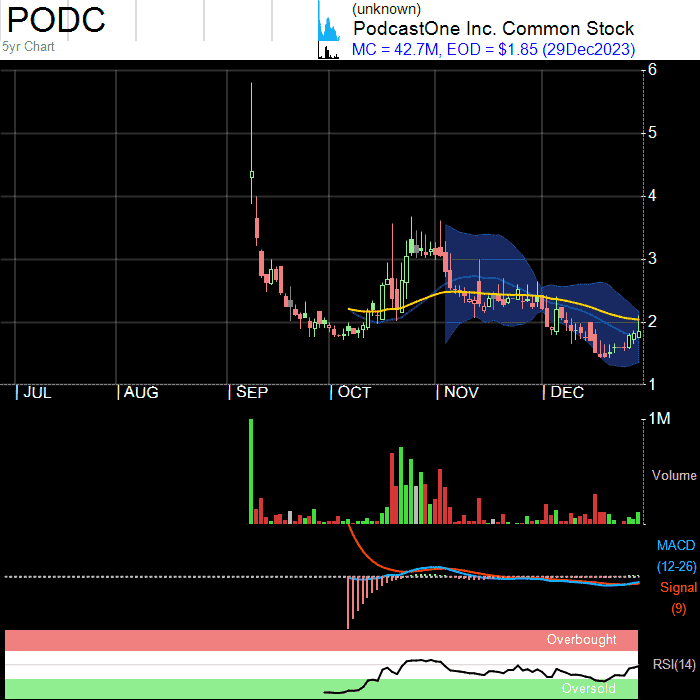 PODC
5yr Chart
(unknown)
PodcastOne Inc. Common Stock
MC = 42.7M, EOD = $1.85 (29Dec2023)
6
5
4
3
2
1
JUL AUG SEP OCT NOV DEC
1M
Volume
MACD
(12-26)
Signal
(9)
Overbought
RSI(14)
Oversold